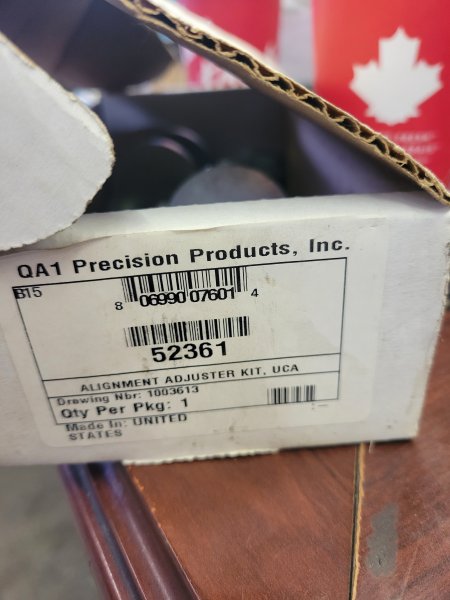 QA1 Precision Products, Inc.
B15
8 06990 07601 4
52361
ALIGNMENT ADJUSTER KIT, UCA
Drawing Nbr: 1003613
Qty Per Pkg: 1
Made In: UNITED
STATES